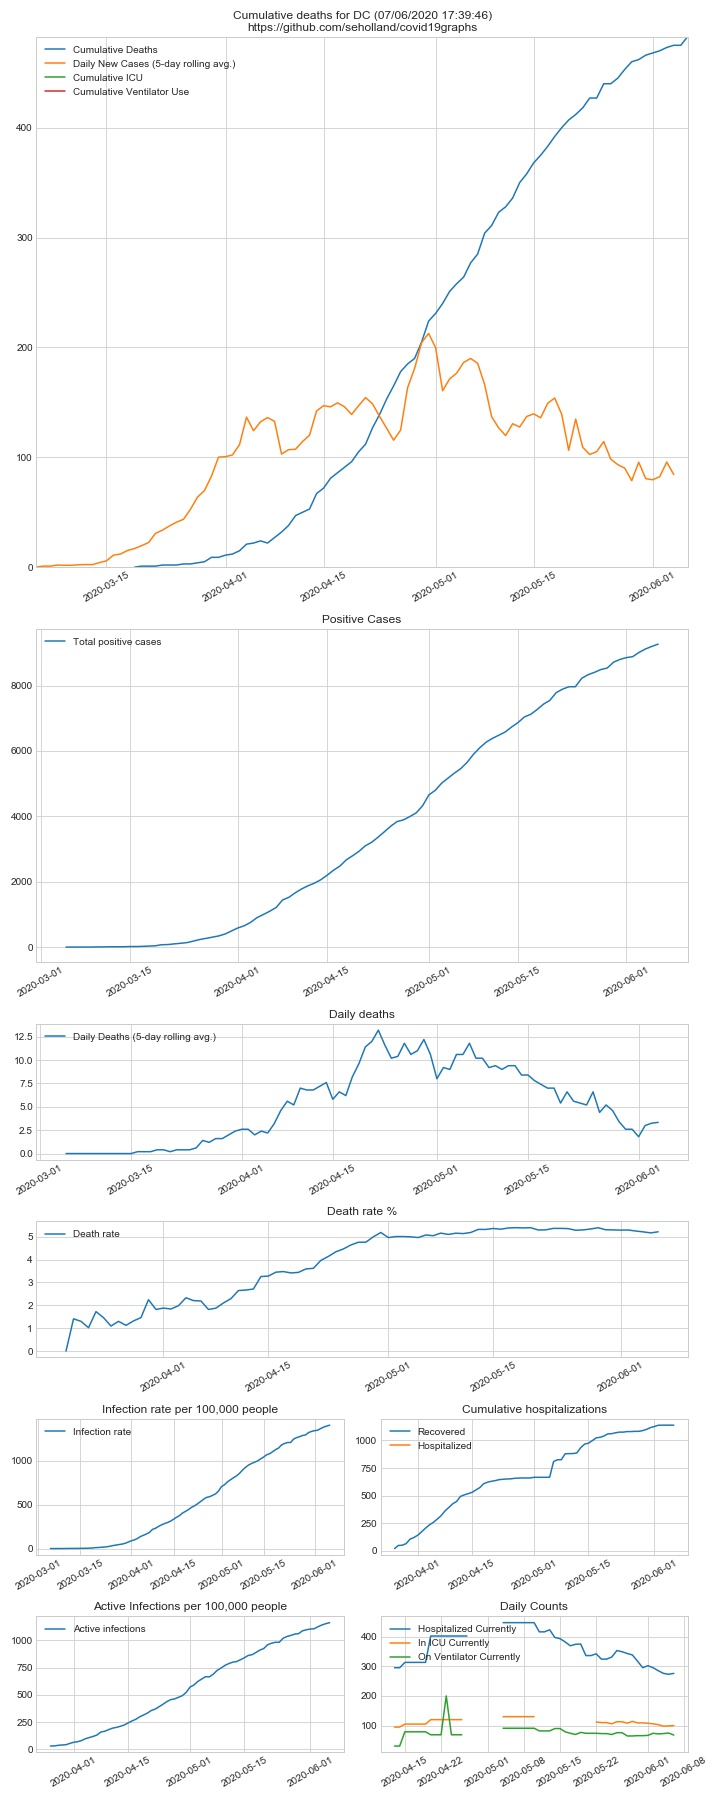 Cumulative deaths for DC (07/06/2020 17:39:46)
https://github.com/seholland/covid19graphs
Cumulative Deaths
Daily New Cases (5-day rolling avg.)
Cumulative ICU
Cumulative Ventilator Use
400
300
200
100
0
2020-03-15 2020-04-01 2020-04-15 2020-05-01 2020-05-15 2020-06-01
Positive Cases
Total positive cases
8000
6000
4000
2000
0
2020-03-01 2020-03-15 2020-04-01 2020-04-15 2020-05-01 2020-05-15 2020-06-01
Daily deaths
Daily Deaths (5-day rolling avg.)
12.5
10.0
7.5
5.0
2.5
0.0
2020-03-01 2020-03-15 2020-04-01 2020-04-15 2020-05-01 2020-05-15 2020-06-01
Death rate %
Death rate
5
4
3
2
1
0
2020-04-01 2020-04-15 2020-05-01 2020-05-15 2020-06-01
Infection rate per 100,000 people
Infection rate
1000
500
0
2020-03-01 2020-03-15 2020-04-01 2020-04-15 2020-05-01 2020-05-15 2020-06-01
Cumulative hospitalizations
Recovered
Hospitalized
1000
750
500
250
0
2020-04-01 2020-04-15 2020-05-01 2020-05-15 2020-06-01
Active Infections per 100,000 people
Active infections
1000
750
500
250
0
2020-04-01 2020-04-15 2020-05-01 2020-05-15 2020-06-01
Daily Counts
Hospitalized Currently
In ICU Currently
On Ventilator Currently
400
300
200
100
2020-04-15 2020-04-22 2020-05-01 2020-05-08 2020-05-15 2020-05-22 2020-06-01 2020-06-08